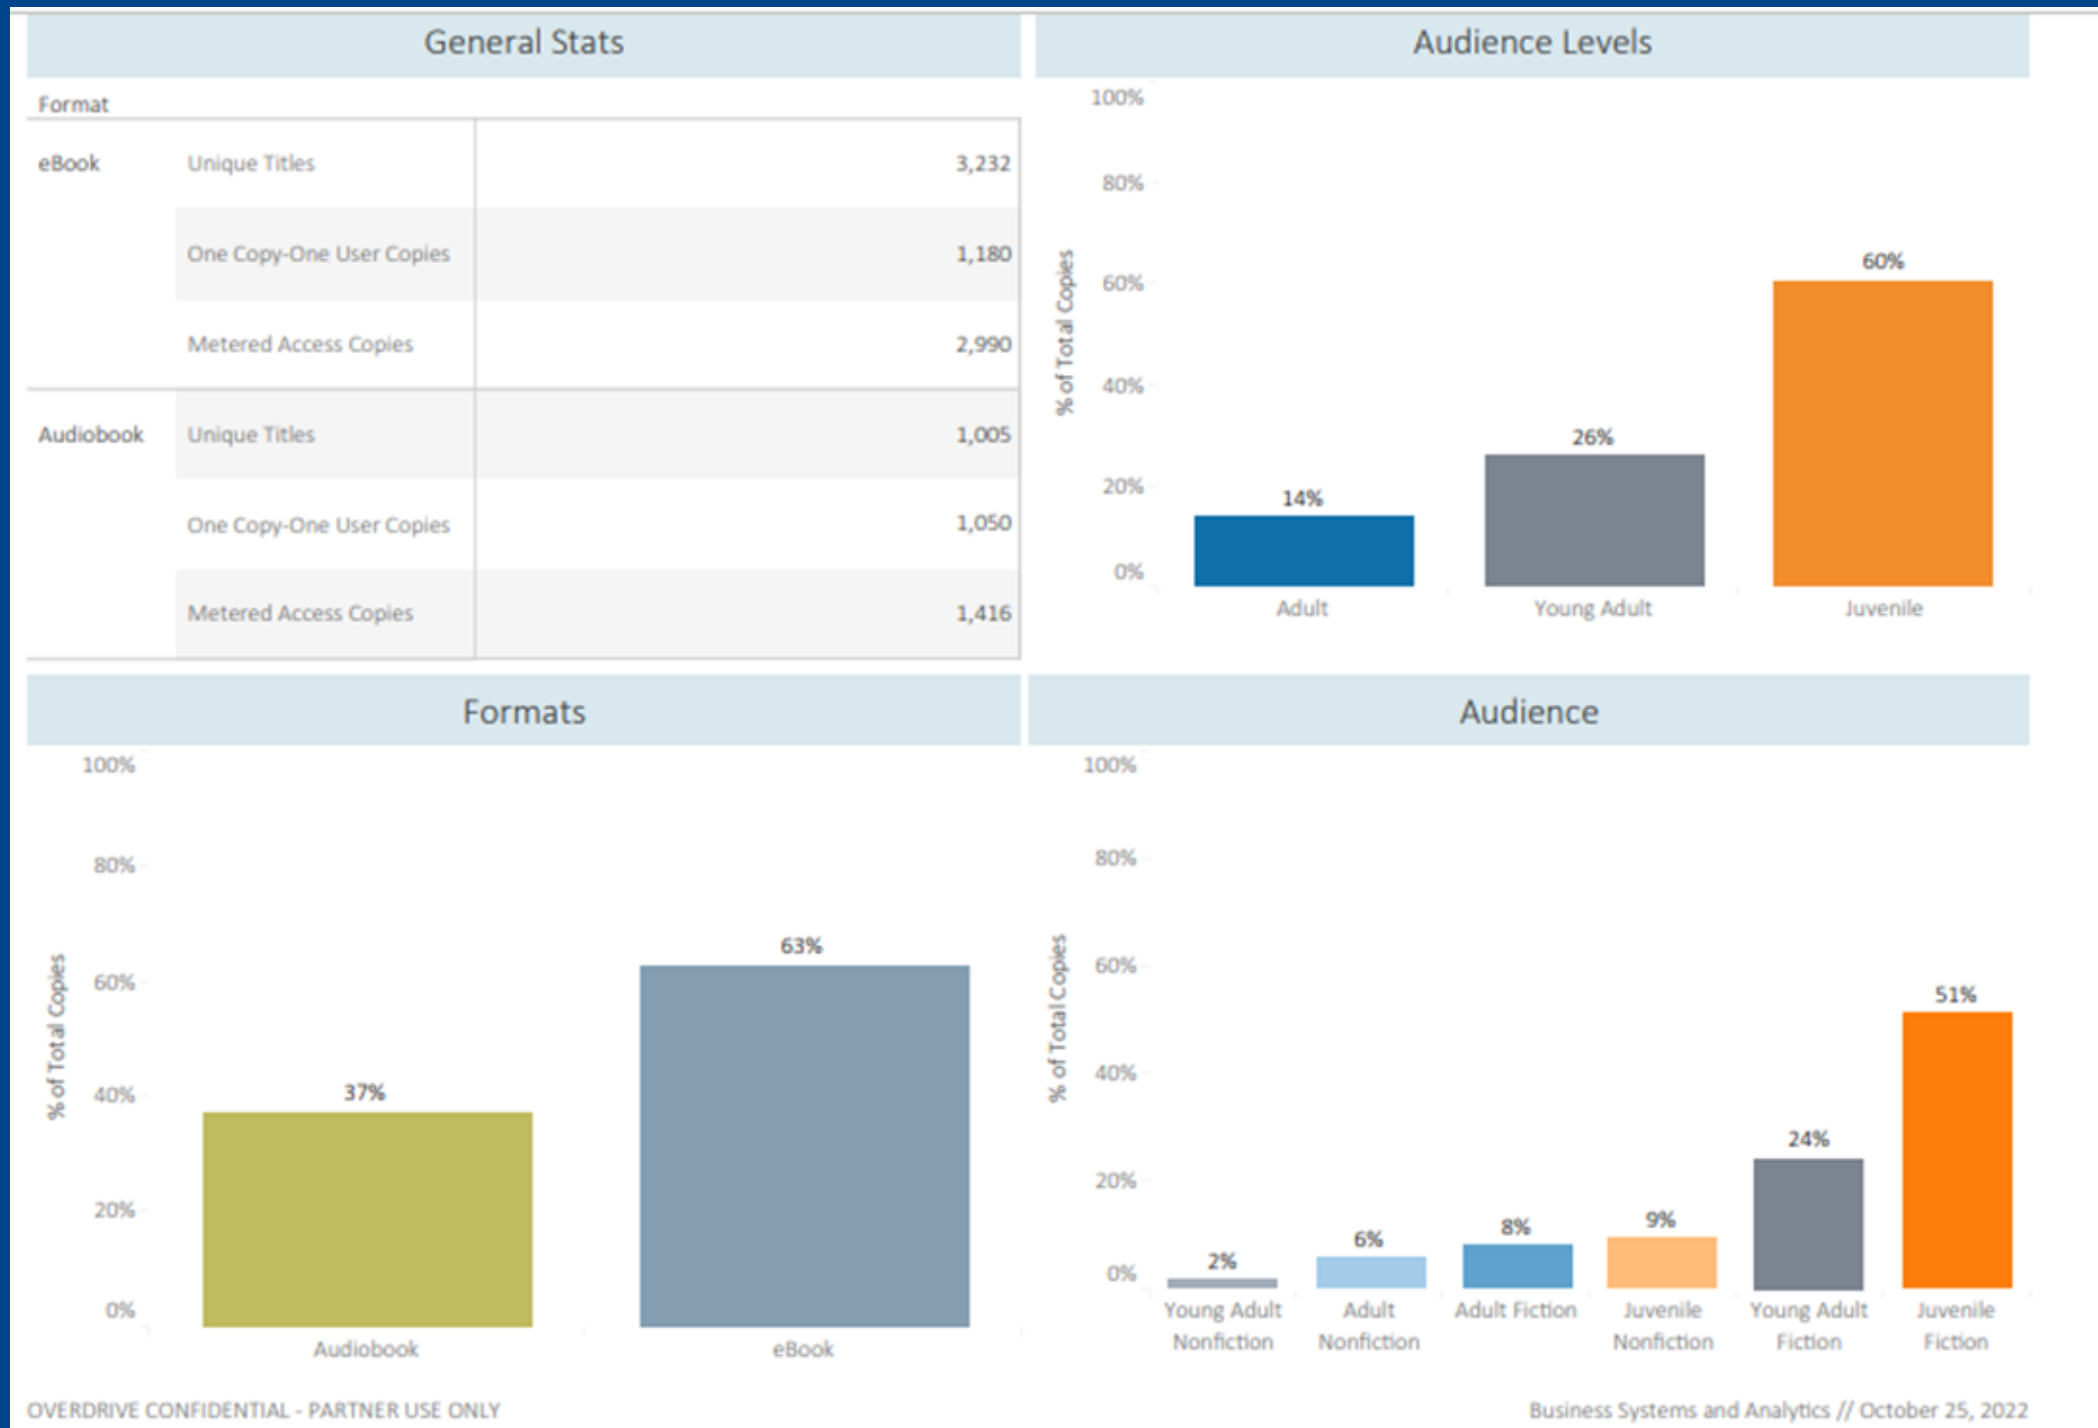 General Stats
Format
eBook Unique Titles 3,232
One Copy-One User Copies 1,180
Metered Access Copies 2,990
Audiobook Unique Titles 1,005
One Copy-One User Copies 1,050
Metered Access Copies 1,416
Audience Levels
% of Total Copies
100%
80%
60%
40%
20%
0%
14%
26%
60%
Adult Young Adult Juvenile
Formats
% of Total Copies
100%
80%
60%
40%
20%
0%
37%
63%
Audiobook eBook
Audience
% of Total Copies
100%
80%
60%
40%
20%
0%
2%
6%
8%
9%
24%
51%
Young Adult Adult Adult Fiction Juvenile Young Adult Juvenile
Nonfiction Nonfiction Nonfiction Fiction Fiction
OVERDRIVE CONFIDENTIAL - PARTNER USE ONLY
Business Systems and Analytics // October 25, 2022